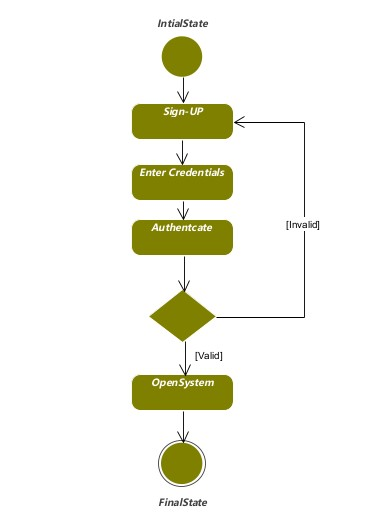 IntialState
Sign-UP
Enter Credentials
Authentcate
[Invalid]
[Valid]
OpenSystem
FinalState